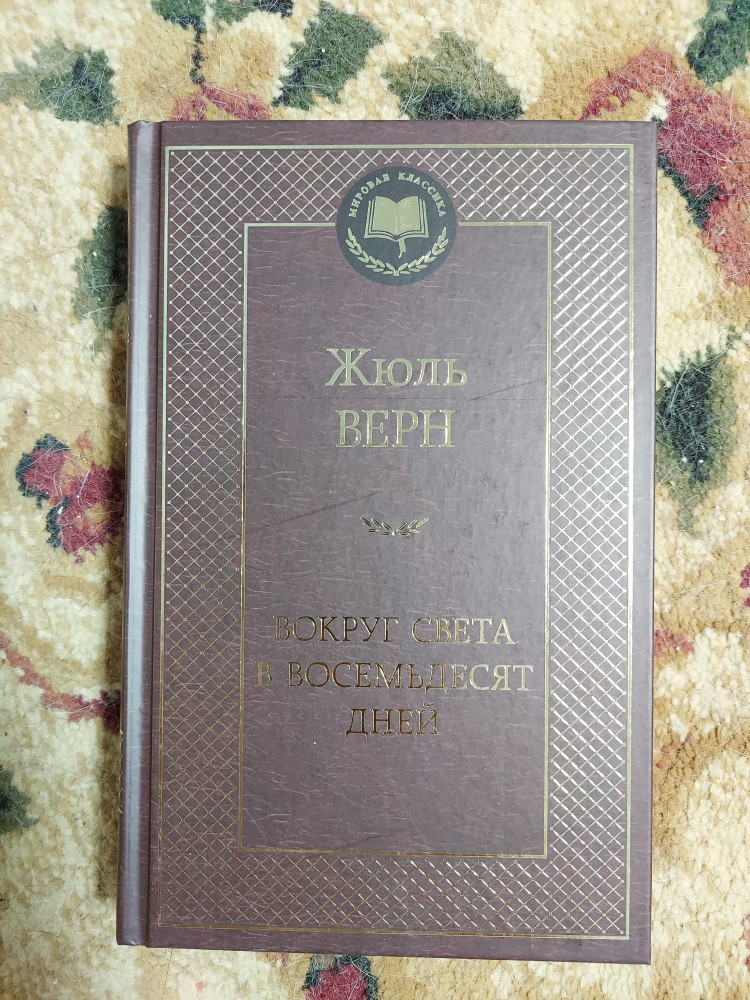 МИРОВАЯ КЛАССИКА
Жюль
ВЕРН
ВОКРУГ СВЕТА
В ВОСЕМЬДЕСЯТ
ДНЕЙ